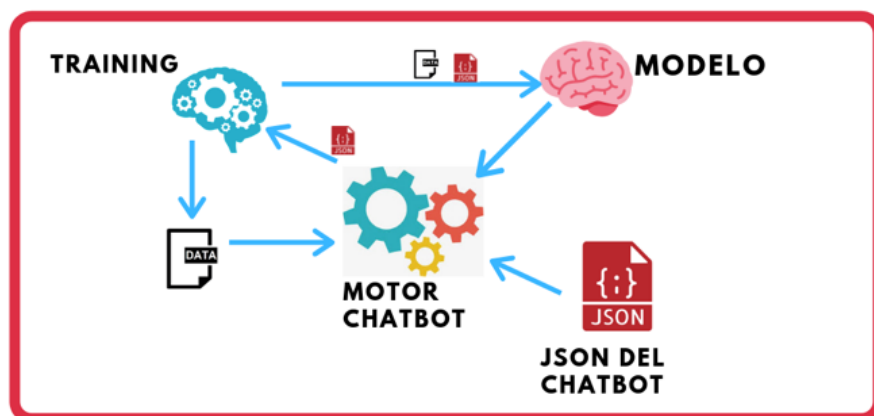 TRAINING
DATA
JSON
MODELO
JSON
DATA
MOTOR
CHATBOT
JSON
JSON DEL
CHATBOT